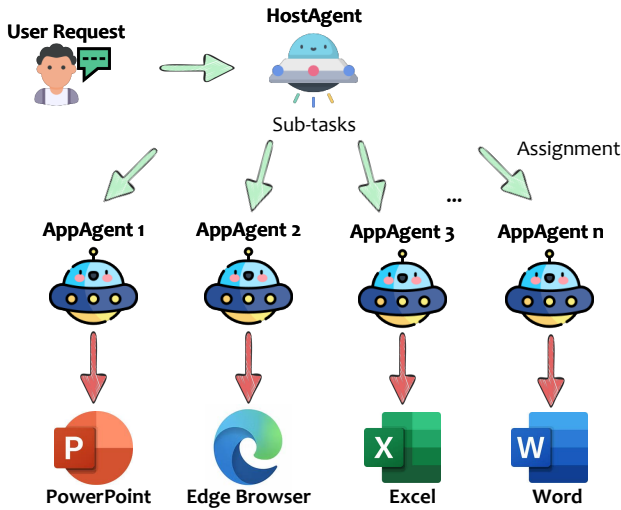 User Request
HostAgent
Sub-tasks
Assignment
...
AppAgent 1
AppAgent 2
AppAgent 3
AppAgent n
P
X
W
PowerPoint
Edge Browser
Excel
Word